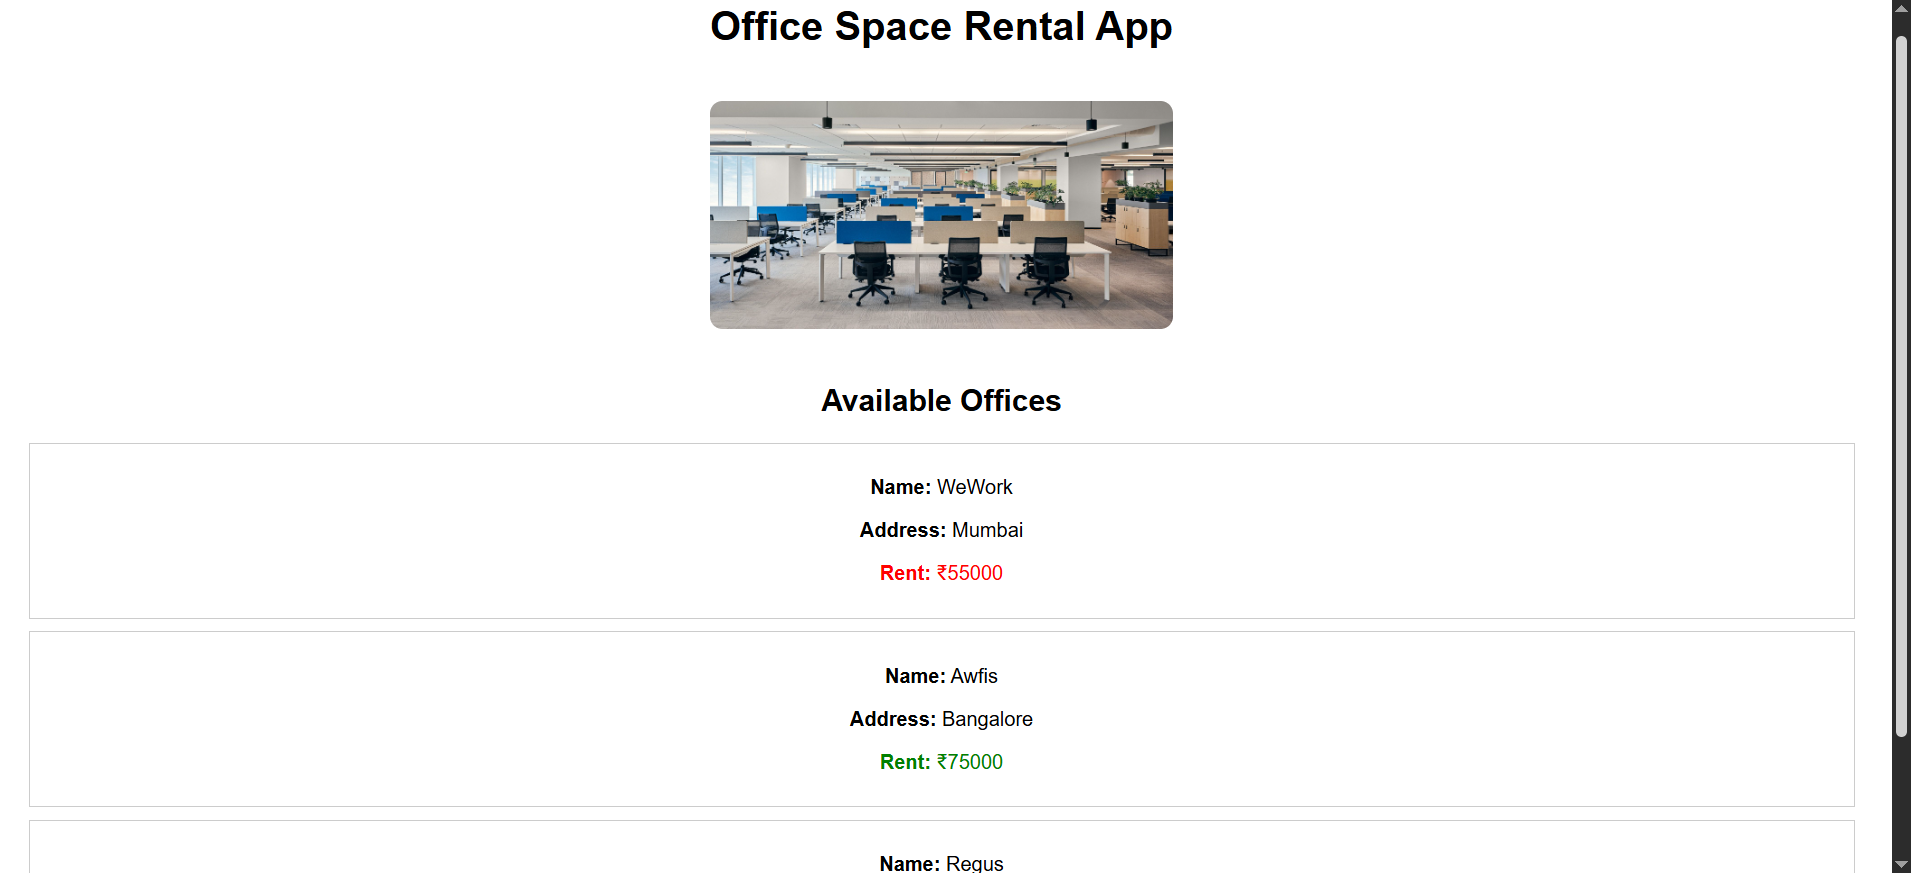 Office Space Rental App
Available Offices
Name: WeWork
Address: Mumbai
Rent: ₹55000
Name: Awfis
Address: Bangalore
Rent: ₹75000
Name: Regus